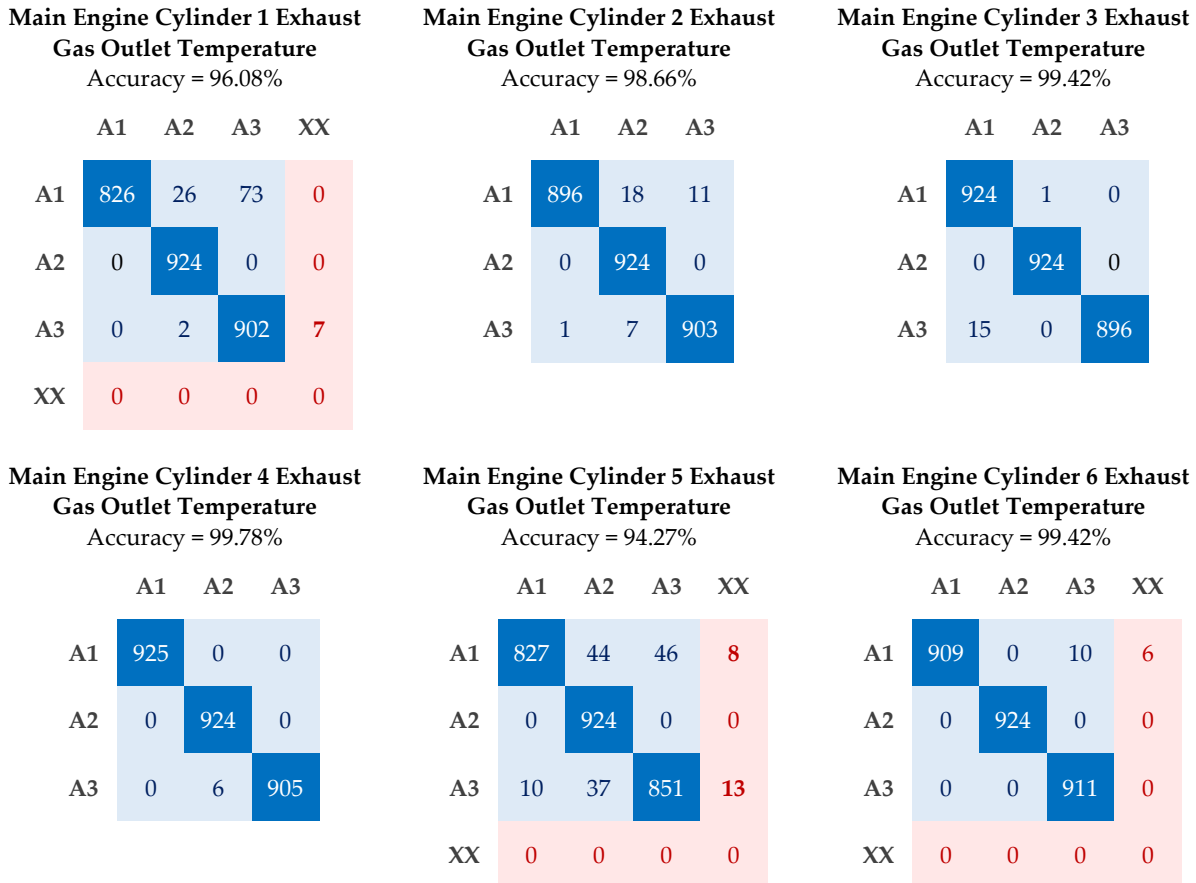 Main Engine Cylinder 1 Exhaust
Gas Outlet Temperature
Accuracy = 96.08%
A1 A2 A3 XX
A1 826 26 73 0
A2 0 924 0 0
A3 0 2 902 7
XX 0 0 0 0
Main Engine Cylinder 2 Exhaust
Gas Outlet Temperature
Accuracy = 98.66%
A1 A2 A3
A1 896 18 11
A2 0 924 0
A3 1 7 903
Main Engine Cylinder 3 Exhaust
Gas Outlet Temperature
Accuracy = 99.42%
A1 A2 A3
A1 924 1 0
A2 0 924 0
A3 15 0 896
Main Engine Cylinder 4 Exhaust
Gas Outlet Temperature
Accuracy = 99.78%
A1 A2 A3
A1 925 0 0
A2 0 924 0
A3 0 6 905
Main Engine Cylinder 5 Exhaust
Gas Outlet Temperature
Accuracy = 94.27%
A1 A2 A3 XX
A1 827 44 46 8
A2 0 924 0 0
A3 10 37 851 13
XX 0 0 0 0
Main Engine Cylinder 6 Exhaust
Gas Outlet Temperature
Accuracy = 99.42%
A1 A2 A3 XX
A1 909 0 10 6
A2 0 924 0 0
A3 0 0 911 0
XX 0 0 0 0